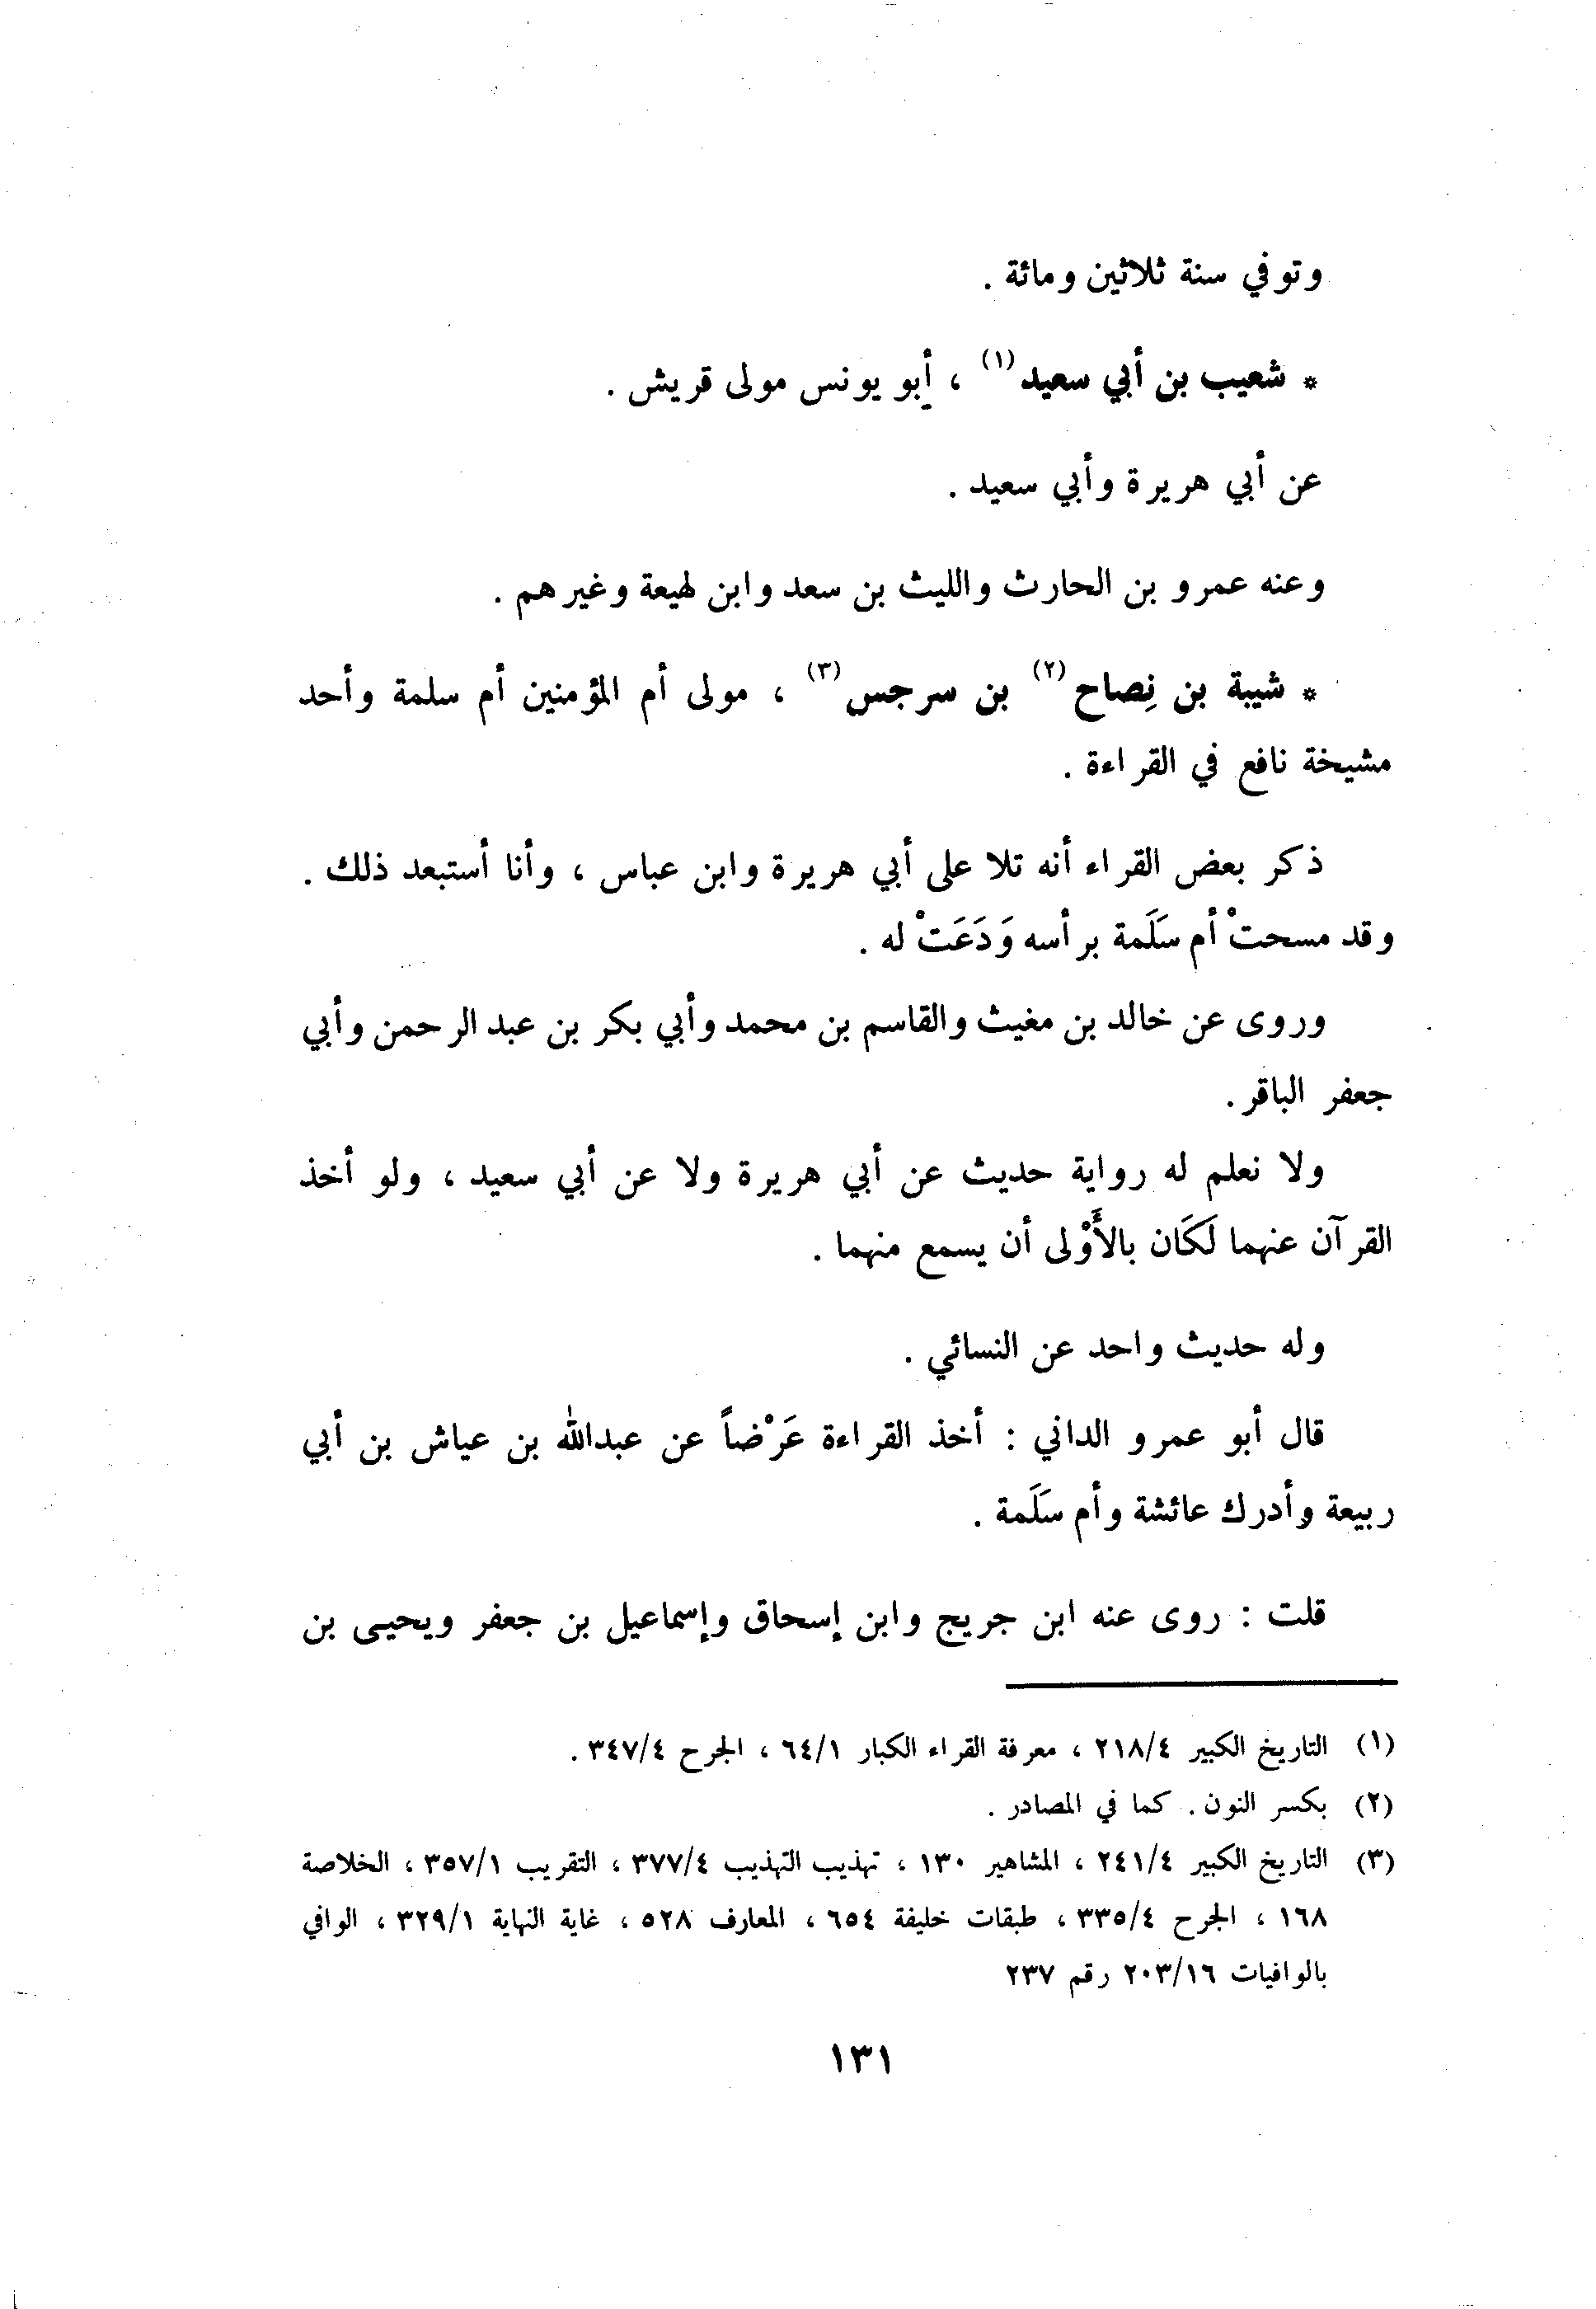 وتوفي سنة ثلاثين ومائة .
* شعيب بن أبي سعيد (١) ، أبو يونس مولى قريش .
عن أبي هريرة وأبي سعيد .
وعنه عمرو بن الحارث والليث بن سعد وابن لهيعة وغيرهم .
* شيبة بن نِصاح (٢) بن سرجس (٣) ، مولى أم المؤمنين أم سلمة وأحد
مشيخة نافع في القراءة .
ذكر بعض القراء أنه تلا على أبي هريرة وابن عباس ، وأنا أستبعد ذلك .
وقد مسحتْ أم سَلَمة برأسه وَدَعَتْ له .
وروى عن خالد بن مغيث والقاسم بن محمد وأبي بكر بن عبد الرحمن وأبي
جعفر الباقر .
ولا نعلم له رواية حديث عن أبي هريرة ولا عن أبي سعيد ، ولو أخذ
القرآن عنهما لَكَان بالأَوْلى أن يسمع منهما .
وله حديث واحد عن النسائي .
قال أبو عمرو الداني : أخذ القراءة عَرْضاً عن عبدالله بن عياش بن أبي
ربيعة وأدرك عائشة وأم سَلَمة .
قلت : روى عنه ابن جريج وابن إسحاق وإسماعيل بن جعفر ويحيى بن
(١) التاريخ الكبير ٢١٨/٤ ، معرفة القراء الكبار ٦٤/١ ، الجرح ٣٤٧/٤ .
(٢) بكسر النون . كما في المصادر .
(٣) التاريخ الكبير ٢٤١/٤ ، المشاهير ١٣٠ ، تهذيب التهذيب ٣٧٧/٤ ، التقريب ٣٥٧/١ ، الخلاصة
١٦٨ ، الجرح ٣٣٥/٤ ، طبقات خليفة ٦٥٤ ، المعارف ٥٢٨ ، غاية النهاية ٣٢٩/١ ، الوافي
بالوافيات ٢٠٣/١٦ رقم ٢٣٧
١٣١